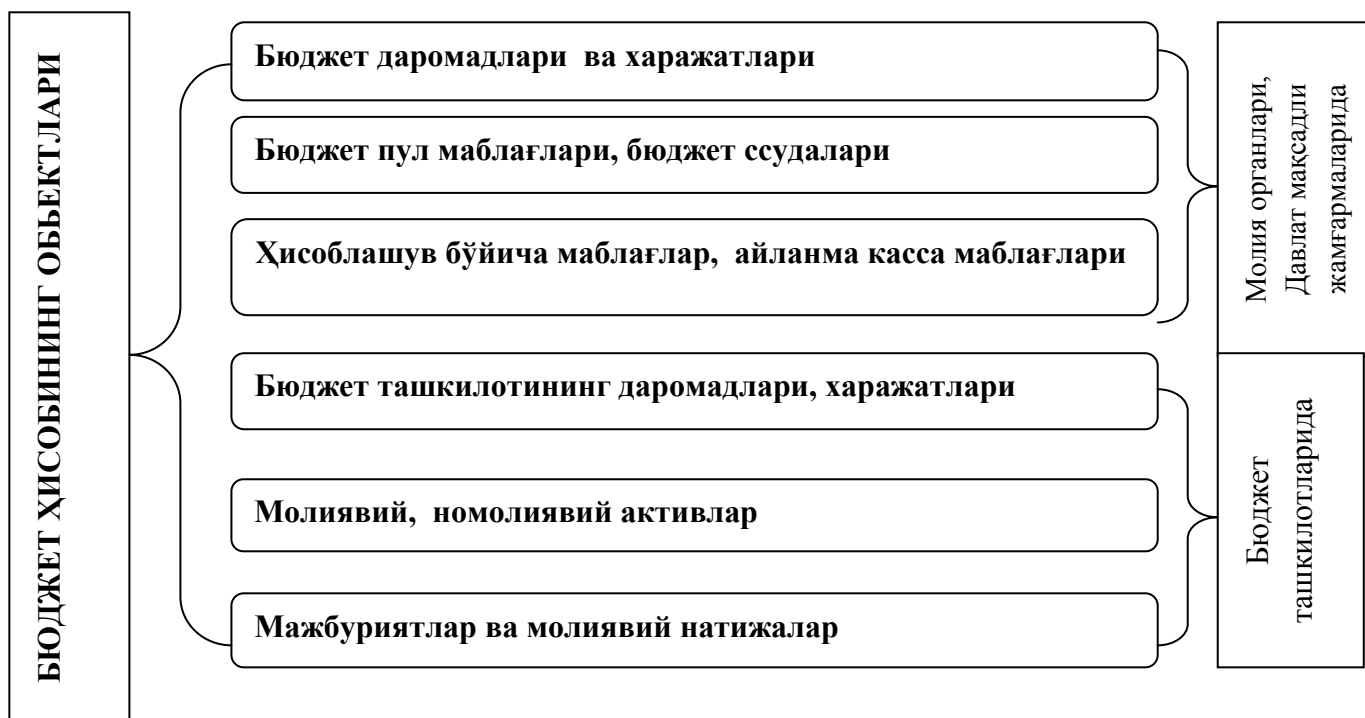 БЮДЖЕТ ҲИСОБИНИНГ ОБЬЕКТЛАРИ
Бюджет даромадлари ва харажатлари
Бюджет пул маблағлари, бюджет ссудалари
Ҳисоблашув бўйича маблағлар, айланма касса маблағлари
Бюджет ташкилотининг даромадлари, харажатлари
Молиявий, номолиявий активлар
Мажбуриятлар ва молиявий натижалар
Молия органлари,
Давлат мақсадли
жамғармаларида
Бюджет
ташкилотларида